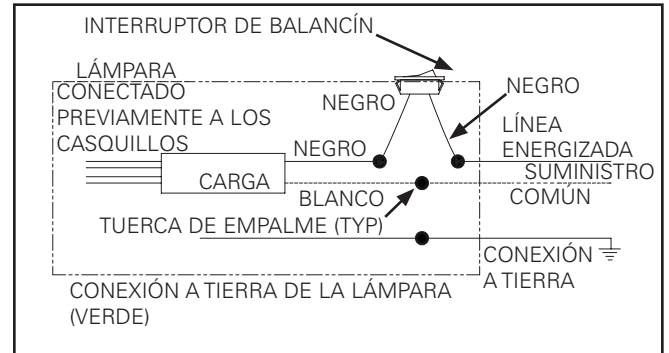 INTERRUPTOR DE BALANCÍN
LÁMPARA
CONECTADO
PREVIAMENTE A LOS
CASQUILLOS
NEGRO
NEGRO
NEGRO
LÍNEA
ENERGIZADA
CARGA
SUMINISTRO
COMÚN
BLANCO
TUERCA DE EMPALME (TYP)
CONEXIÓN
A TIERRA
CONEXIÓN A TIERRA DE LA LÁMPARA
(VERDE)